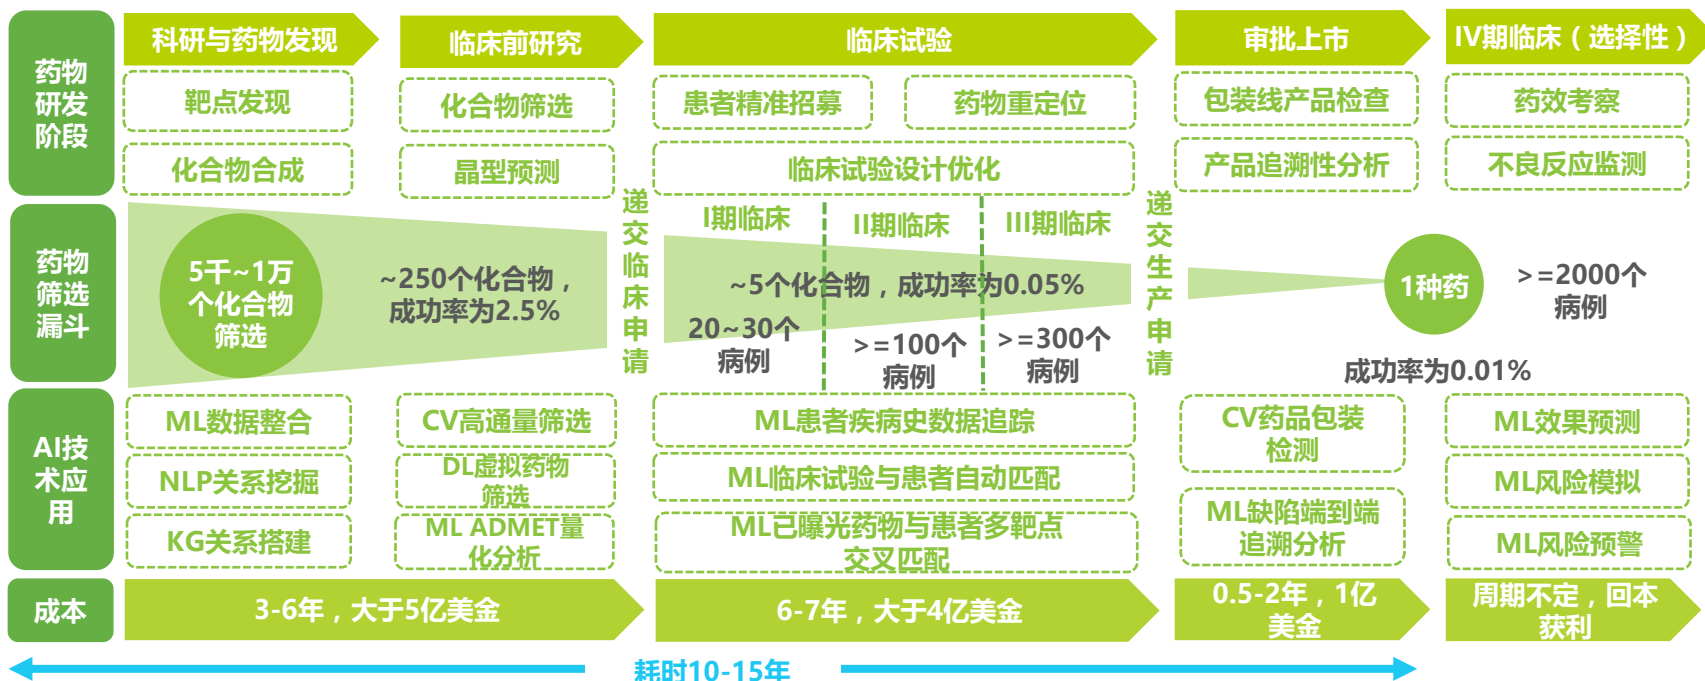 药物
研发
阶段
科研与药物发现
临床前研究
临床试验
审批上市
IV期临床（选择性）
靶点发现
化合物筛选
患者精准招募
药物重定位
包装线产品检查
药效考察
化合物合成
晶型预测
临床试验设计优化
产品追溯性分析
不良反应监测
药物
筛选
漏斗
5千~1万
个化合物
筛选
~250个化合物，
成功率为2.5%
递
交
临
床
申
请
I期临床
II期临床
III期临床
~5个化合物，成功率为0.05%
20~30个
病例
>=100个
病例
>=300个
病例
递
交
生
产
申
请
1种药
>=2000个
病例
成功率为0.01%
AI技
术应
用
ML数据整合
NLP关系挖掘
KG关系搭建
CV高通量筛选
DL虚拟药物
筛选
ML ADMET量
化分析
ML患者疾病史数据追踪
ML临床试验与患者自动匹配
ML已曝光药物与患者多靶点
交叉匹配
CV药品包装
检测
ML缺陷端到端
追溯分析
ML效果预测
ML风险模拟
ML风险预警
成本
3-6年，大于5亿美金
6-7年，大于4亿美金
0.5-2年，1亿
美金
周期不定，回本
获利
耗时10-15年